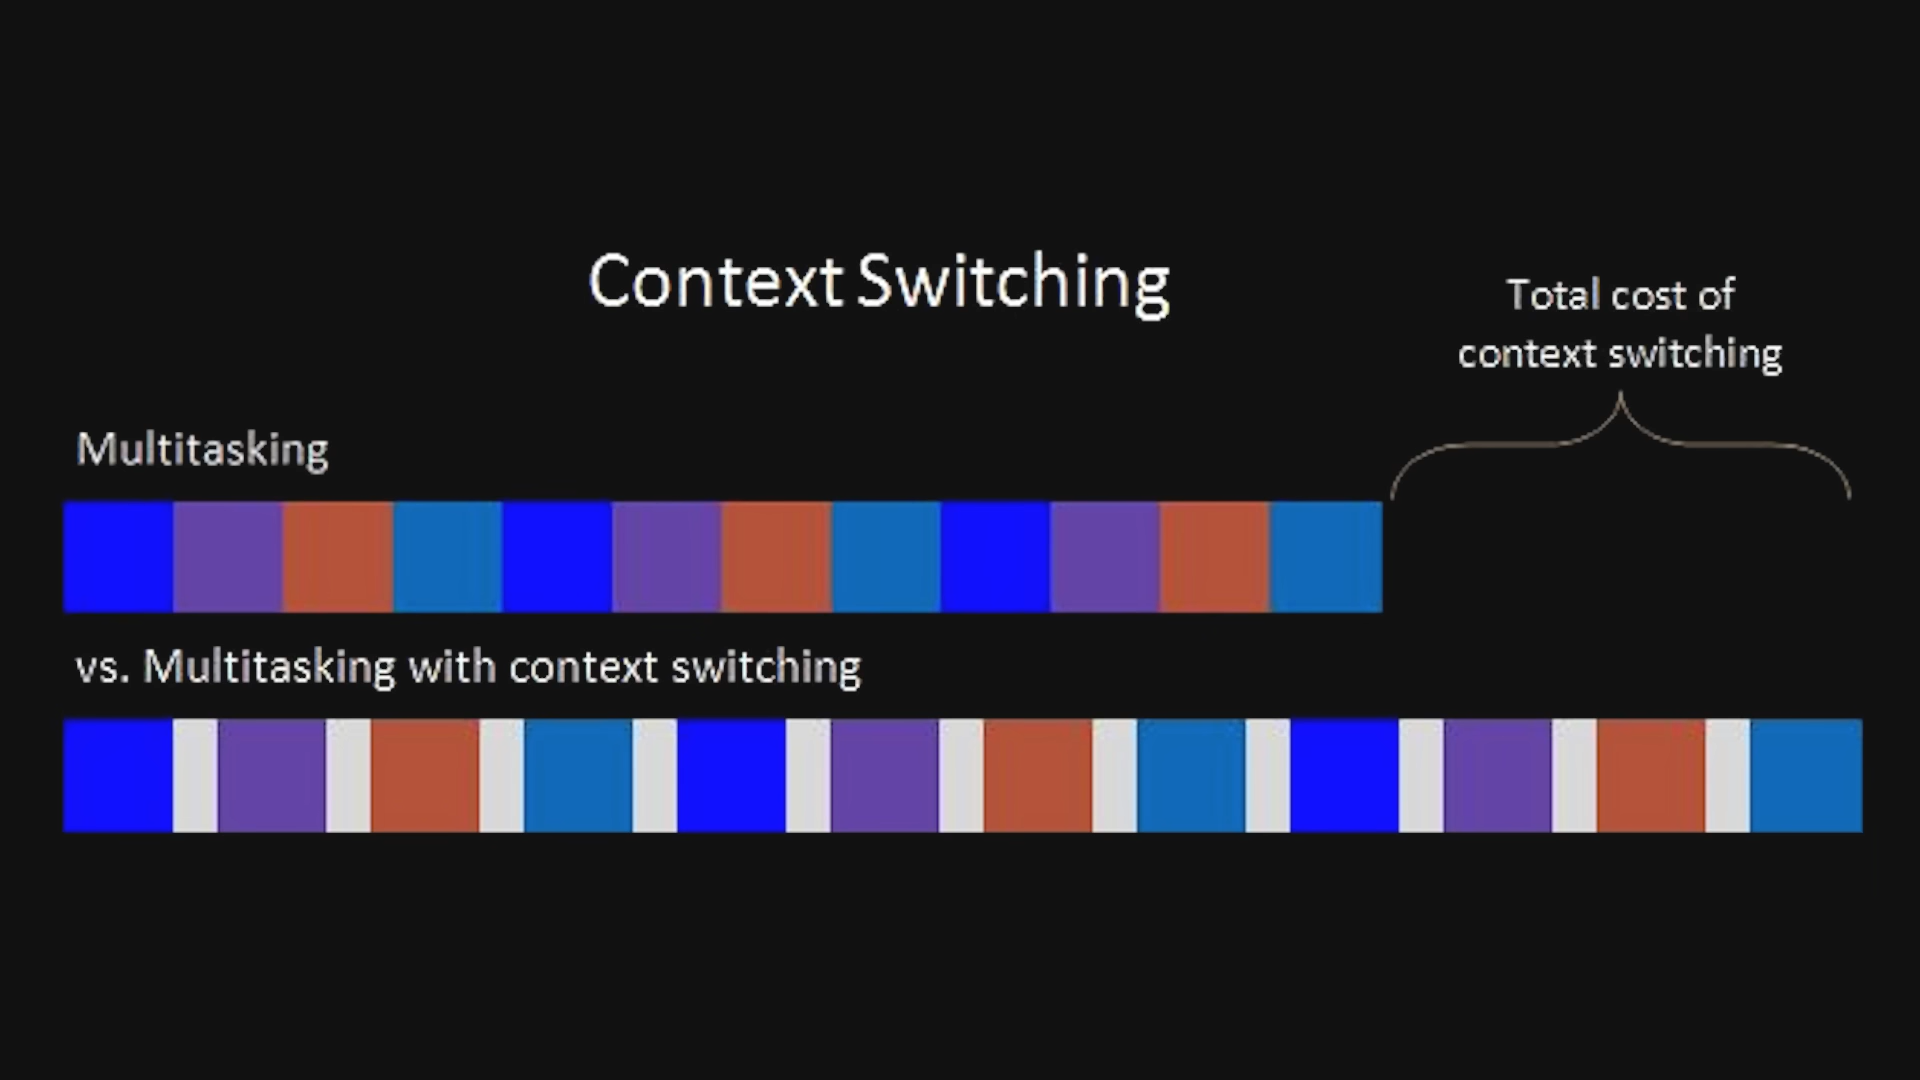 Context Switching
Total cost of
context switching
Multitasking
vs. Multitasking with context switching